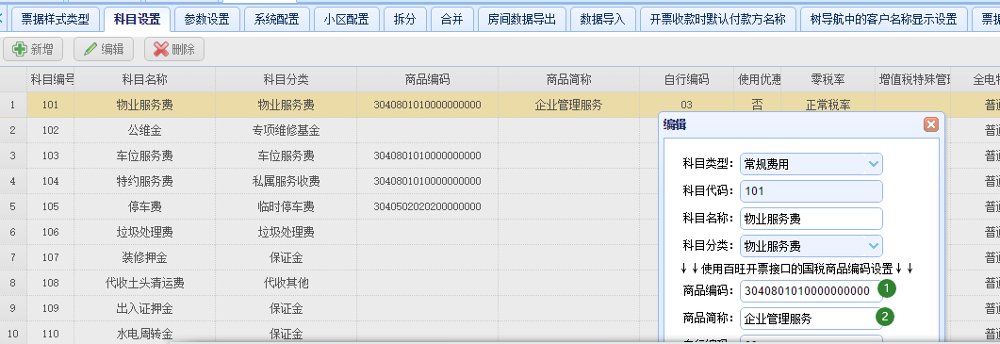 票据样式类型 科目设置 参数设置 系统配置 小区配置 拆分 合并 房间数据导出 数据导入 开票收款时默认付款方名称 树导航中的客户名称显示设置 票据
新增 编辑 删除
科目编号 科目名称 科目分类 商品编码 商品简称 自行编码 使用优惠 零税率 增值税特殊管理 全电特
1 101 物业服务费 物业服务费 3040801010000000000 企业管理服务 03 否 正常税率 普通
2 102 公维金 专项维修基金 普通
3 103 车位服务费 车位服务费 3040801010000000000 普通
4 104 特约服务费 私属服务收费 3040801010000000000 普通
5 105 停车费 临时停车费 3040502020200000000 普通
6 106 垃圾处理费 垃圾处理费 普通
7 107 装修押金 保证金 普通
8 108 代收土头清运费 代收其他 普通
9 109 出入证押金 保证金 普通
10 110 水电周转金 保证金 普通
编辑
科目类型： 常规费用
科目代码： 101
科目名称： 物业服务费
科目分类： 物业服务费
↓↓使用百旺开票接口的国税商品编码设置↓↓
商品编码： 3040801010000000000 1
商品简称： 企业管理服务 2
自行编码